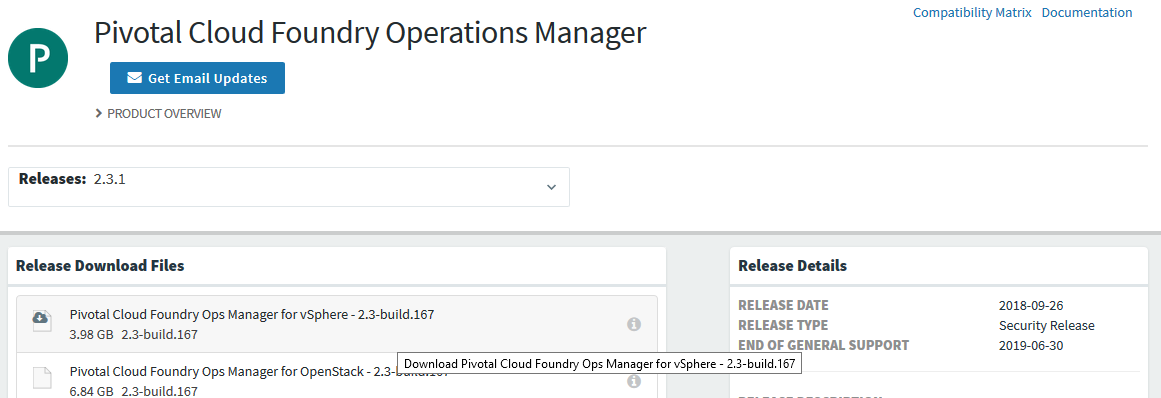 Compatibility Matrix Documentation
P
Pivotal Cloud Foundry Operations Manager
Get Email Updates
PRODUCT OVERVIEW
Releases: 2.3.1
Release Download Files
Pivotal Cloud Foundry Ops Manager for vSphere - 2.3-build.167
3.98 GB 2.3-build.167
Download Pivotal Cloud Foundry Ops Manager for vSphere - 2.3-build.167
Pivotal Cloud Foundry Ops Manager for OpenStack - 2.3-build.167
6.84 GB 2.3-build.167
Release Details
RELEASE DATE 2018-09-26
RELEASE TYPE Security Release
END OF GENERAL SUPPORT 2019-06-30